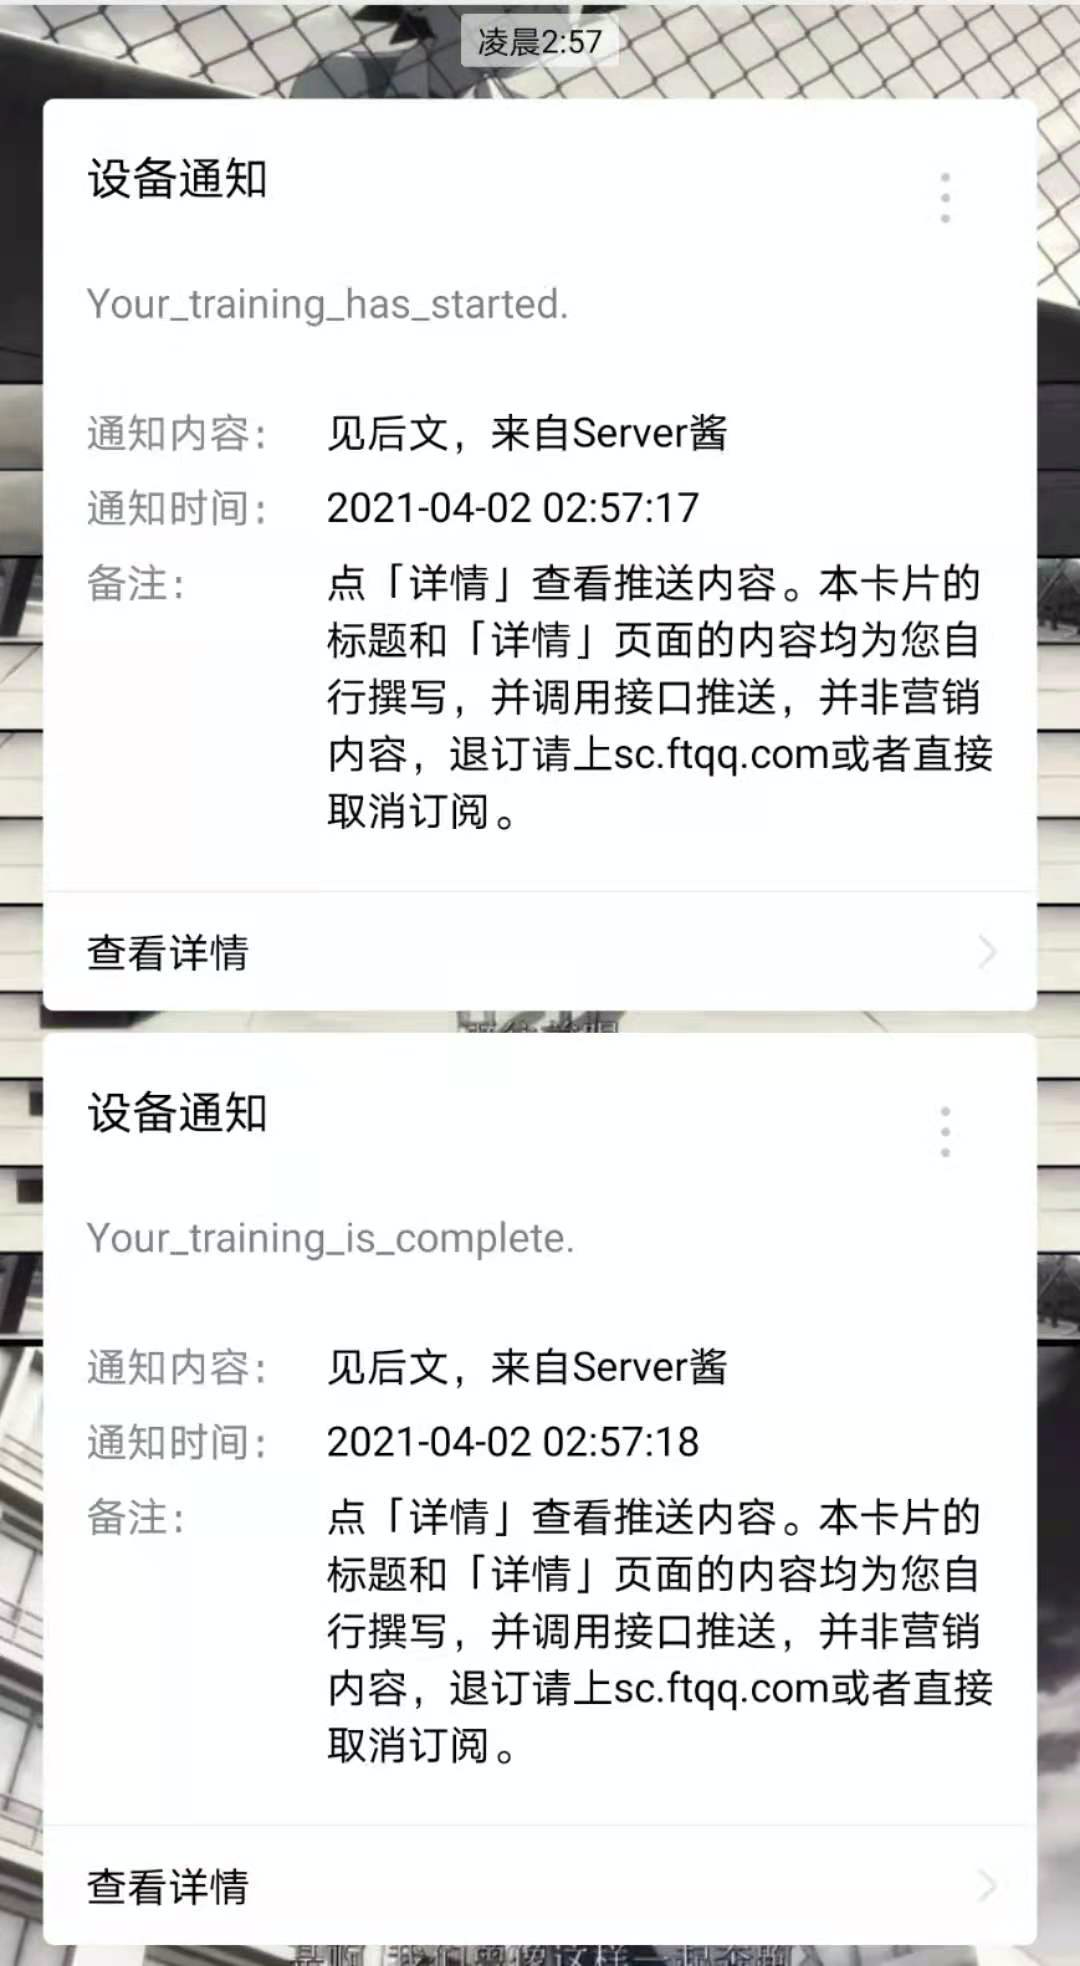 凌晨2:57
设备通知
Your_training_has_started.
通知内容： 见后文，来自Server酱
通知时间： 2021-04-02 02:57:17
备注： 点「详情」查看推送内容。本卡片的
标题和「详情」页面的内容均为您自
行撰写，并调用接口推送，并非营销
内容，退订请上sc.ftqq.com或者直接
取消订阅。
查看详情
设备通知
Your_training_is_complete.
通知内容： 见后文，来自Server酱
通知时间： 2021-04-02 02:57:18
备注： 点「详情」查看推送内容。本卡片的
标题和「详情」页面的内容均为您自
行撰写，并调用接口推送，并非营销
内容，退订请上sc.ftqq.com或者直接
取消订阅。
查看详情